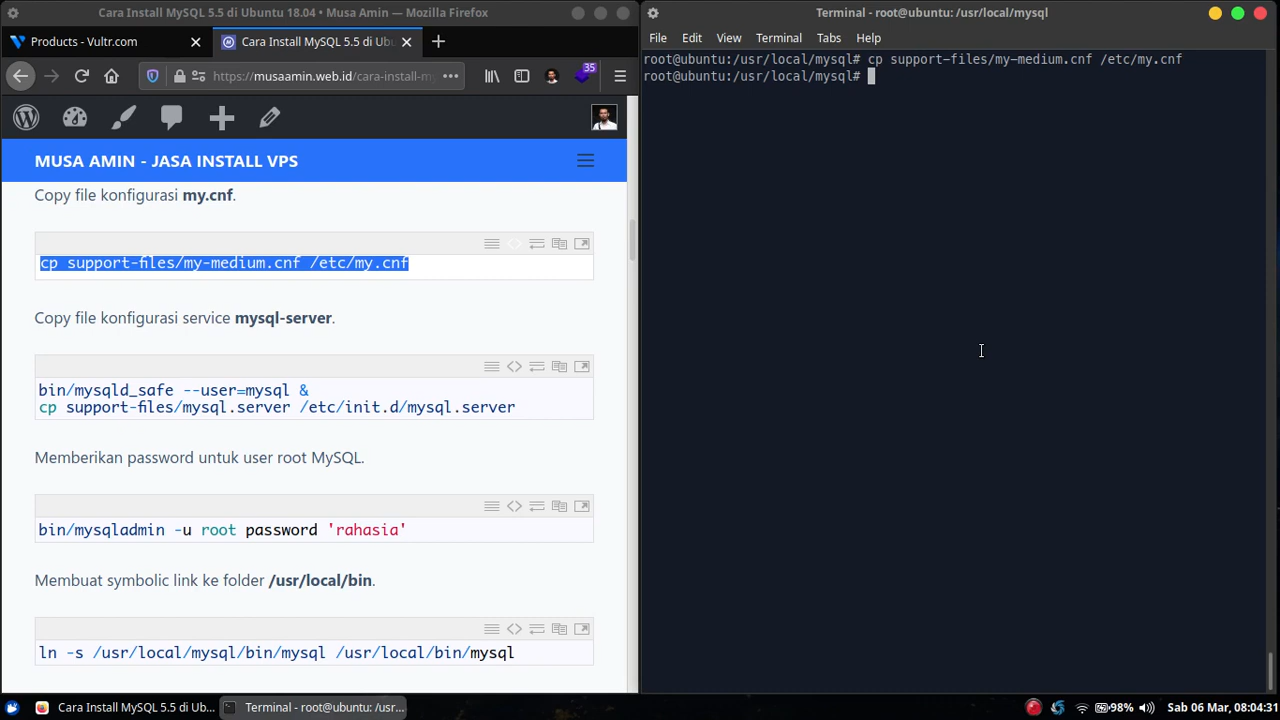 Cara Install MySQL 5.5 di Ubuntu 18.04 • Musa Amin — Mozilla Firefox
Products - Vultr.com
Cara Install MySQL 5.5 di Ub
https://musaamin.web.id/cara-install-m
35
MUSA AMIN - JASA INSTALL VPS
Copy file konfigurasi my.cnf.
cp support-files/my-medium.cnf /etc/my.cnf
Copy file konfigurasi service mysql-server.
bin/mysqld_safe --user=mysql &
cp support-files/mysql.server /etc/init.d/mysql.server
Memberikan password untuk user root MySQL.
bin/mysqladmin -u root password 'rahasia'
Membuat symbolic link ke folder /usr/local/bin.
ln -s /usr/local/mysql/bin/mysql /usr/local/bin/mysql
Terminal - root@ubuntu: /usr/local/mysql
File Edit View Terminal Tabs Help
root@ubuntu:/usr/local/mysql# cp support-files/my-medium.cnf /etc/my.cnf
root@ubuntu:/usr/local/mysql#
Cara Install MySQL 5.5 di Ub...
Terminal - root@ubuntu: /usr...
98%
Sab 06 Mar, 08:04:31